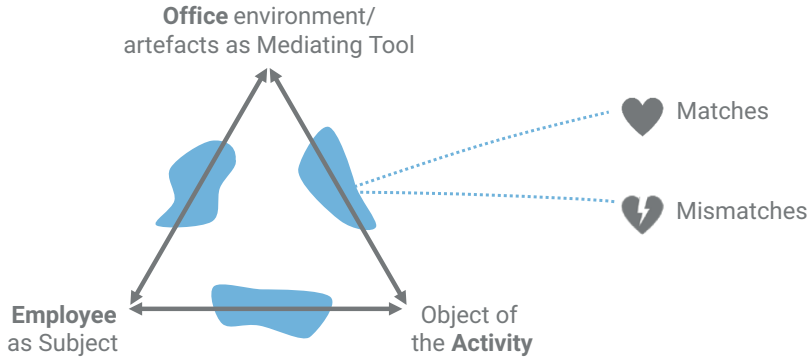 Office environment/
artefacts as Mediating Tool
Matches
Mismatches
Employee
as Subject
Object of
the Activity